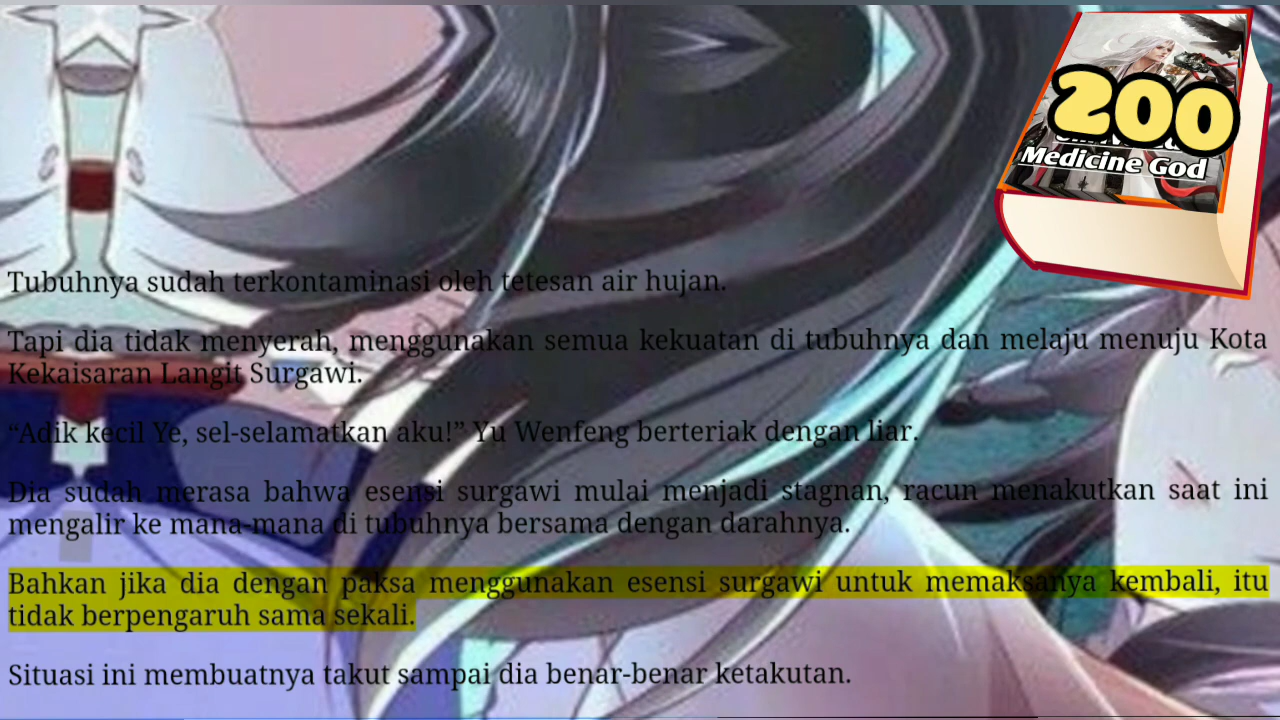 200
Medicine God
Tubuhnya sudah terkontaminasi oleh tetesan air hujan.
Tapi dia tidak menyerah, menggunakan semua kekuatan di tubuhnya dan melaju menuju Kota
Kekaisaran Langit Surgawi.
“Adik kecil Ye, sel-selamatkan aku!” Yu Wenfeng berteriak dengan liar.
Dia sudah merasa bahwa esensi surgawi mulai menjadi stagnan, racun menakutkan saat ini
mengalir ke mana-mana di tubuhnya bersama dengan darahnya.
Bahkan jika dia dengan paksa menggunakan esensi surgawi untuk memaksanya kembali, itu
tidak berpengaruh sama sekali.
Situasi ini membuatnya takut sampai dia benar-benar ketakutan.